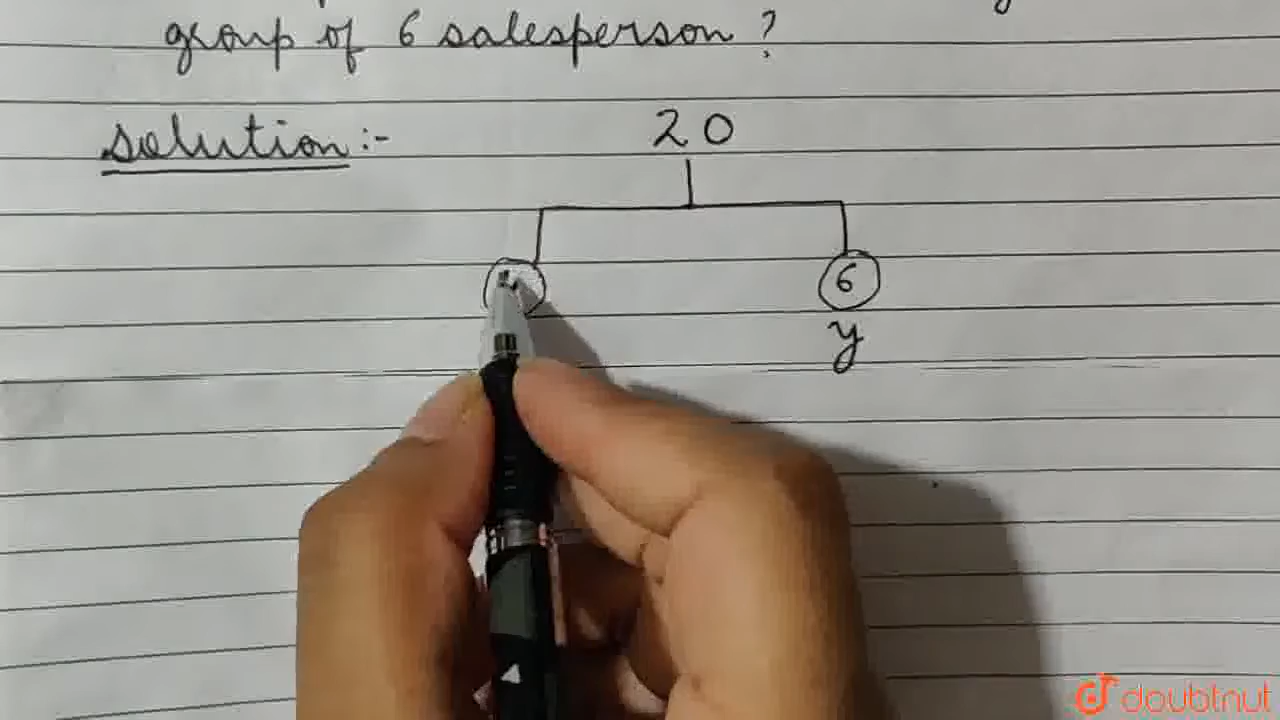 group of 6 salesperson ?
Solution :-
20
6
y
doubtnut